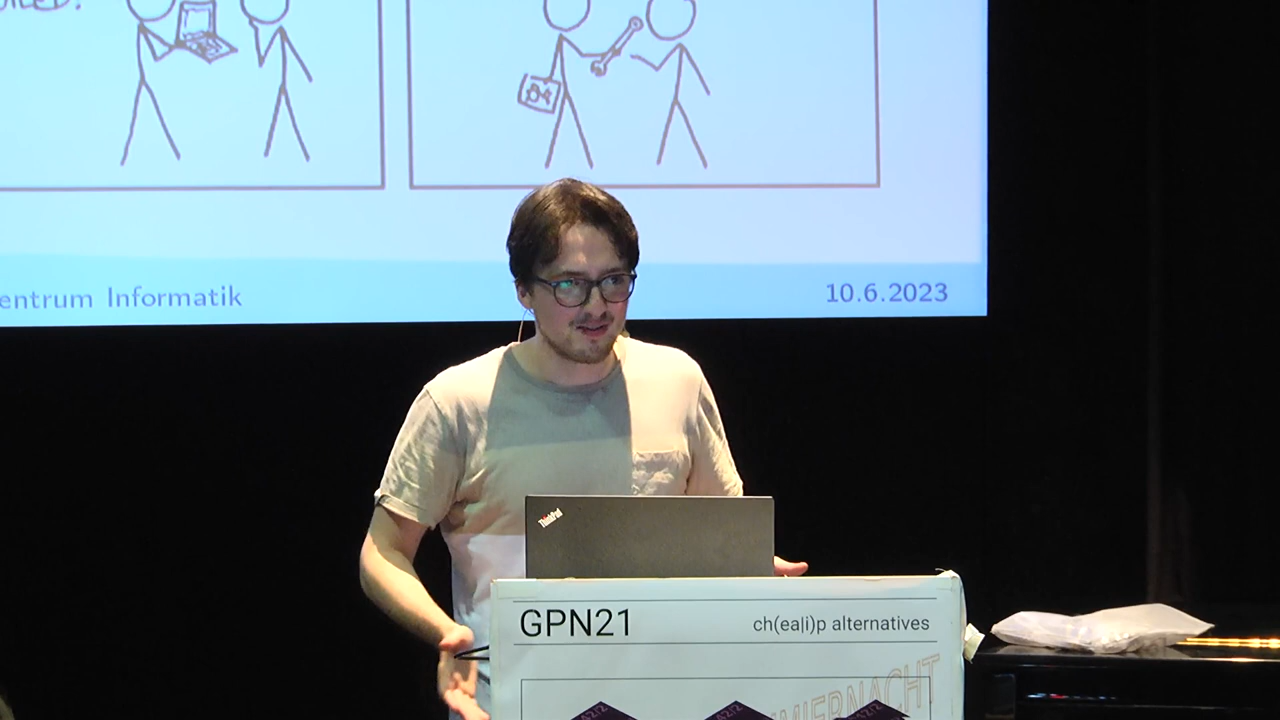 entrum Informatik
10.6.2023
ThinkPad
GPN21
ch(ea|i)p alternatives